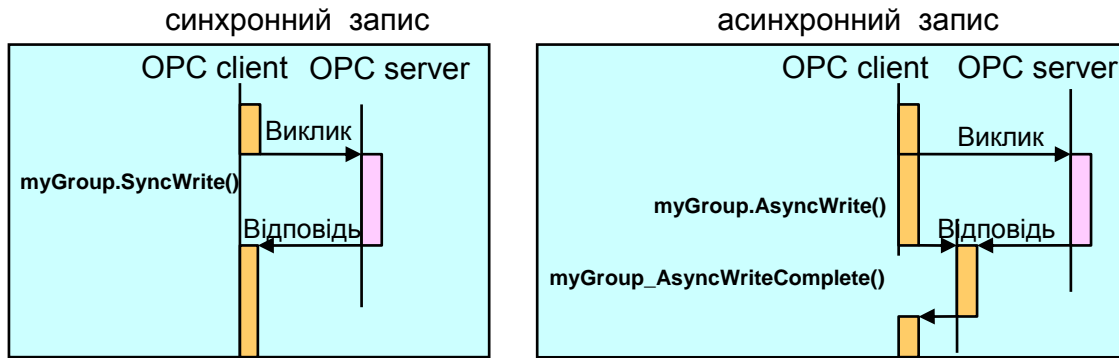 синхронний запис
OPC client OPC server
Виклик
myGroup.SyncWrite()
Відповідь
асинхронний запис
OPC client OPC server
Виклик
myGroup.AsyncWrite()
Відповідь
myGroup_AsyncWriteComplete()